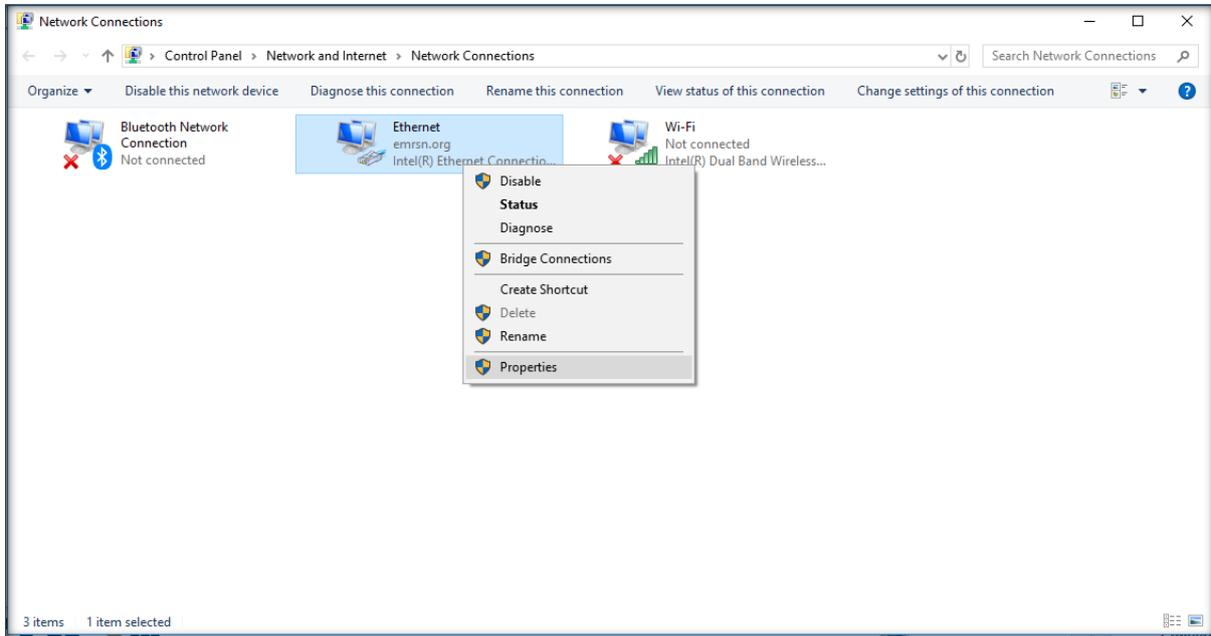 Network Connections
Control Panel > Network and Internet > Network Connections
Search Network Connections
Organize Disable this network device Diagnose this connection Rename this connection View status of this connection Change settings of this connection
Bluetooth Network
Connection
Not connected
Ethernet
emrsn.org
Intel(R) Ethernet Connectio...
Wi-Fi
Not connected
Intel(R) Dual Band Wireless...
Disable
Status
Diagnose
Bridge Connections
Create Shortcut
Delete
Rename
Properties
3 items 1 item selected